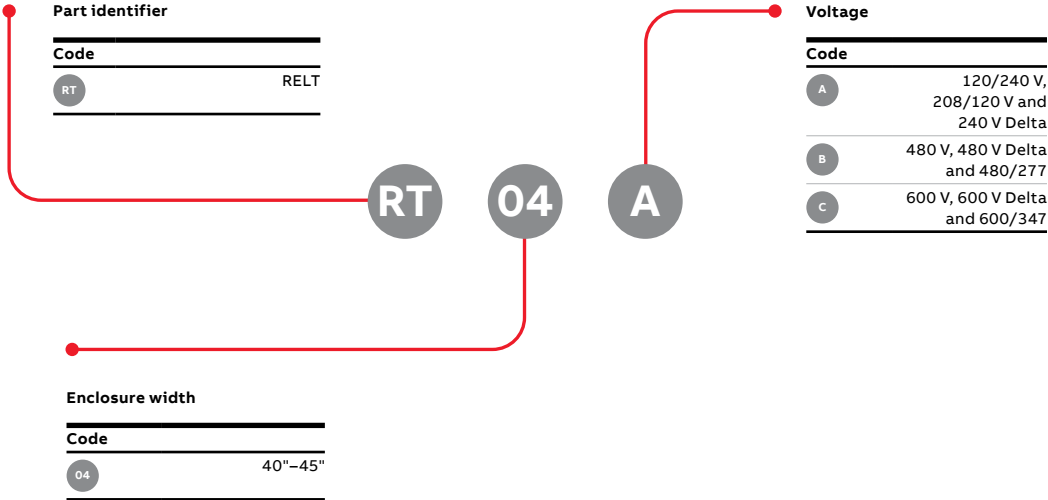 Part identifier
Code
RT
RELT
Voltage
Code
A
120/240 V,
208/120 V and
240 V Delta
B
480 V, 480 V Delta
and 480/277
C
600 V, 600 V Delta
and 600/347
RT 04 A
Enclosure width
Code
04
40"–45"